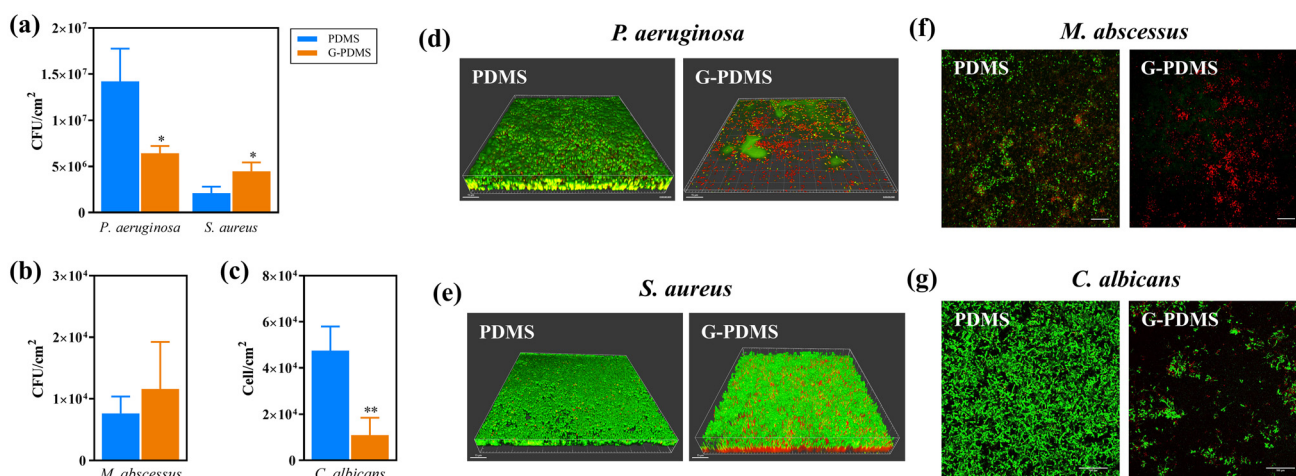 (a)
2×10⁷
1.5×10⁷
1×10⁷
5×10⁶
0
CFU/cm²
PDMS
G-PDMS
*
*
P. aeruginosa
S. aureus
(b)
3×10⁴
2×10⁴
1×10⁴
0
CFU/cm²
M. abscessus
(c)
8×10⁴
6×10⁴
4×10⁴
2×10⁴
0
Cell/cm²
**
C. albicans
(d)
P. aeruginosa
PDMS
G-PDMS
(e)
S. aureus
PDMS
G-PDMS
(f)
M. abscessus
PDMS
G-PDMS
(g)
C. albicans
PDMS
G-PDMS